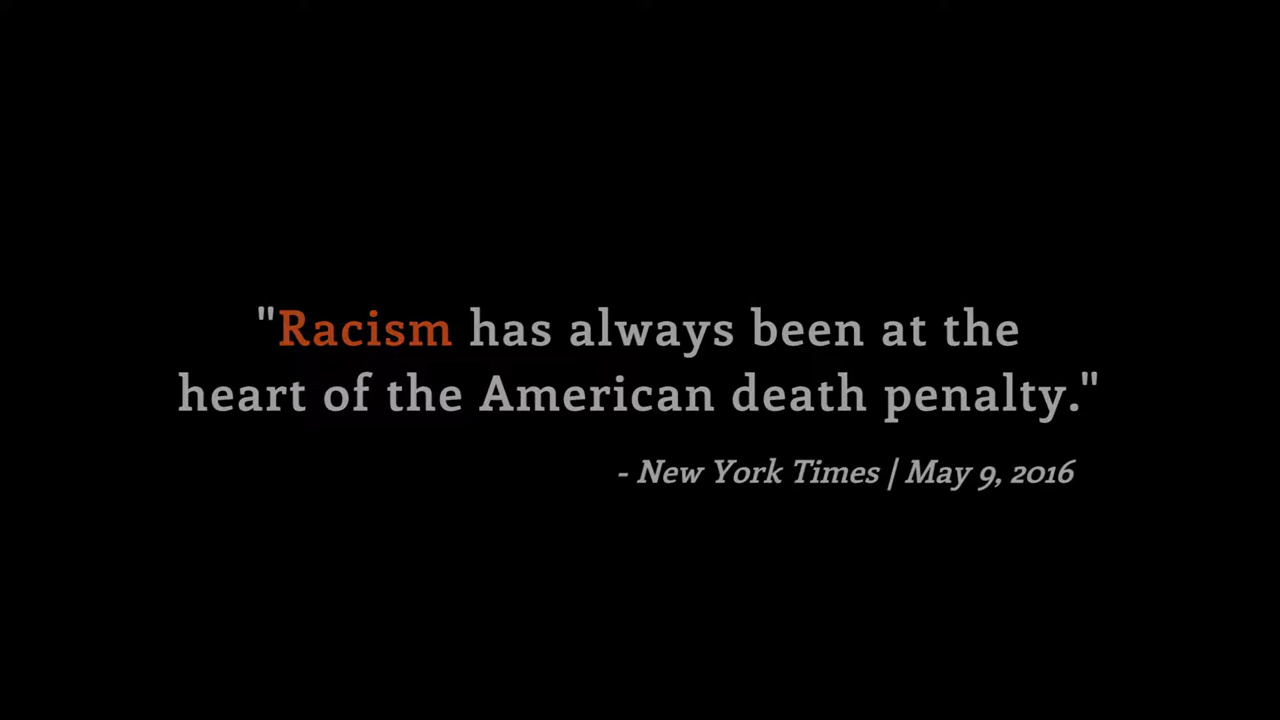 "Racism has always been at the
heart of the American death penalty."
- New York Times | May 9, 2016